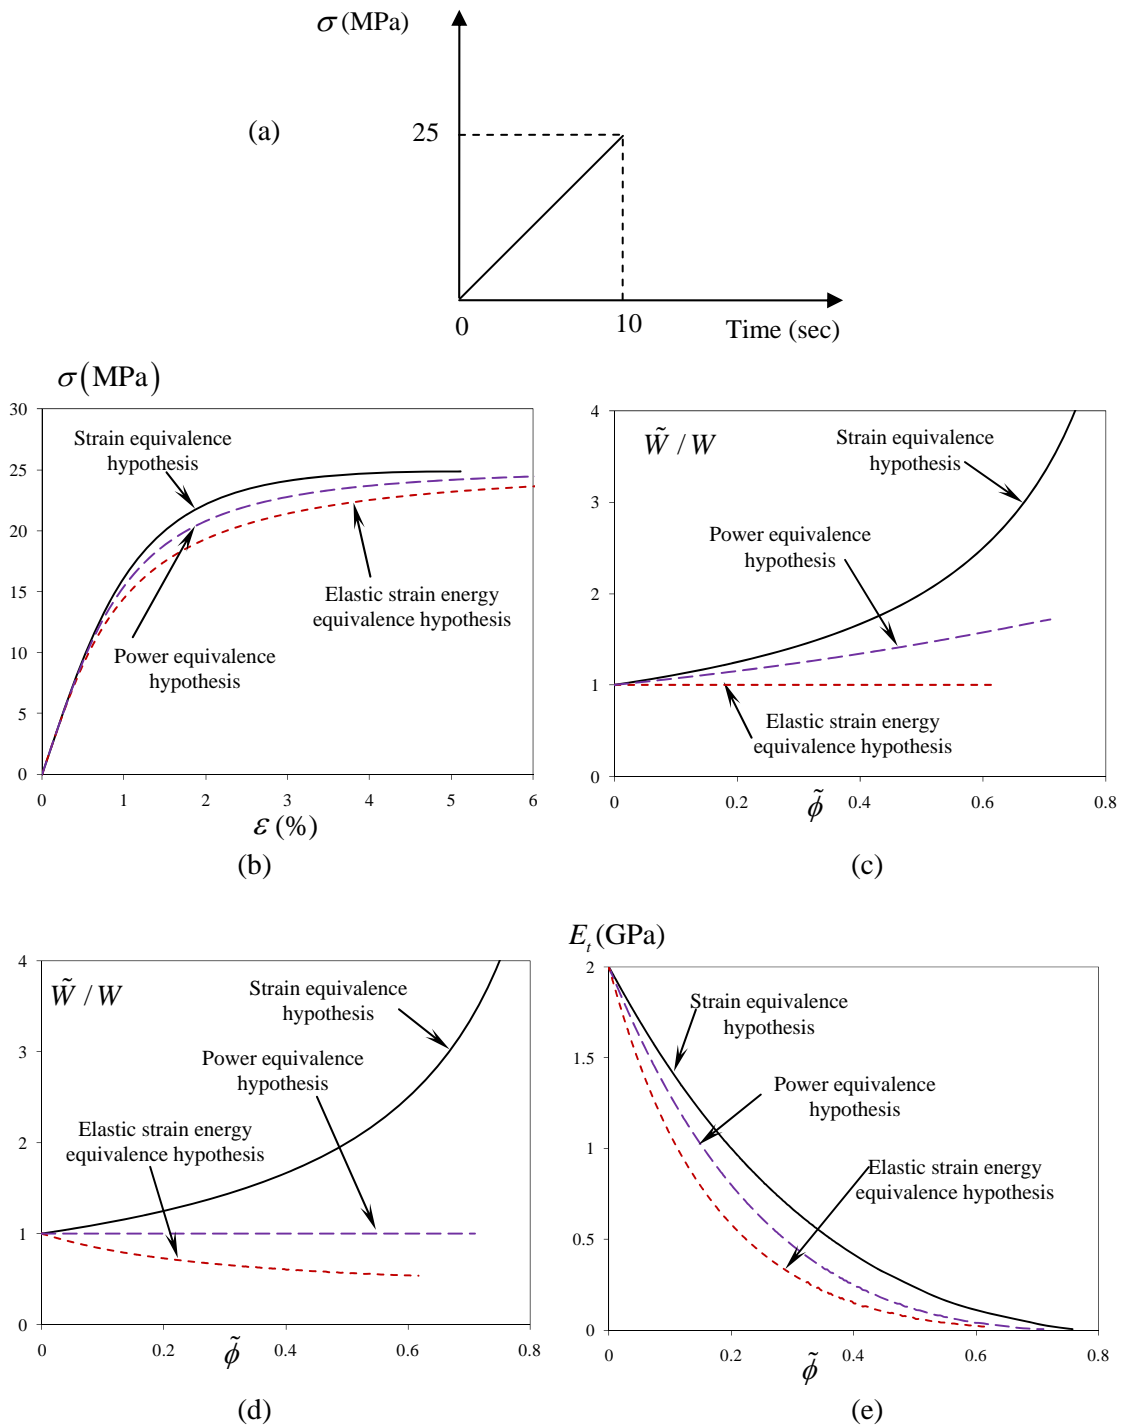 σ (MPa)
(a)
25
0
10
Time (sec)
σ(MPa)
30
25
20
15
10
5
0
0 1 2 3 4 5 6
Strain equivalence
hypothesis
Elastic strain energy
equivalence hypothesis
Power equivalence
hypothesis
ε (%)
(b)
4
3
2
1
0
0 0.2 0.4 0.6 0.8
W̃ / W
Strain equivalence
hypothesis
Power equivalence
hypothesis
Elastic strain energy
equivalence hypothesis
ϕ̃
(c)
4
3
2
1
0
0 0.2 0.4 0.6 0.8
W̃ / W
Strain equivalence
hypothesis
Power equivalence
hypothesis
Elastic strain energy
equivalence hypothesis
ϕ̃
(d)
E_t (GPa)
2
1.5
1
0.5
0
0 0.2 0.4 0.6 0.8
Strain equivalence
hypothesis
Power equivalence
hypothesis
Elastic strain energy
equivalence hypothesis
ϕ̃
(e)